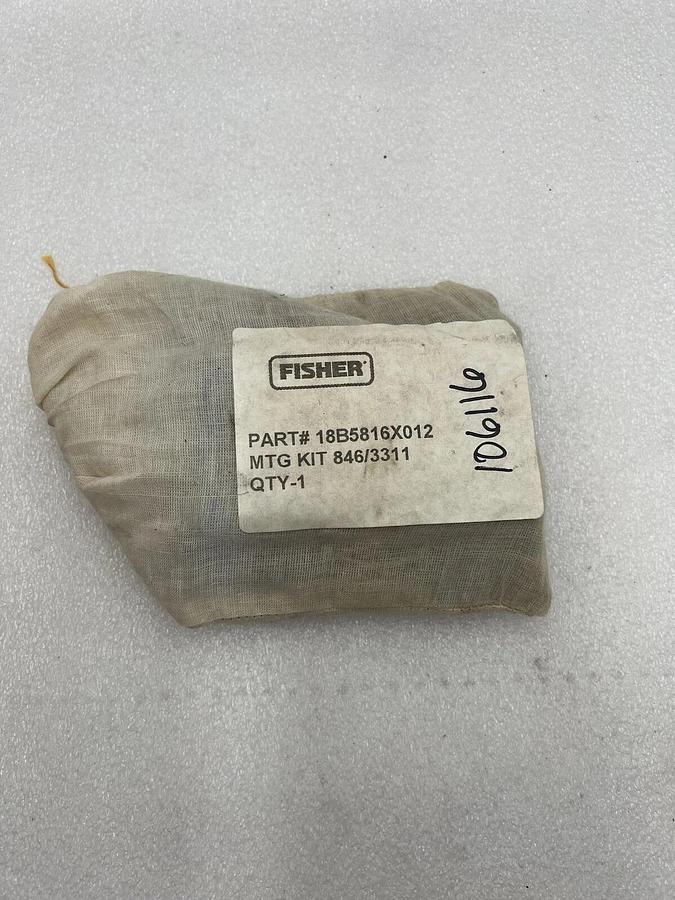 FISHER
PART# 18B5816X012
MTG KIT 846/3311
QTY-1
106116